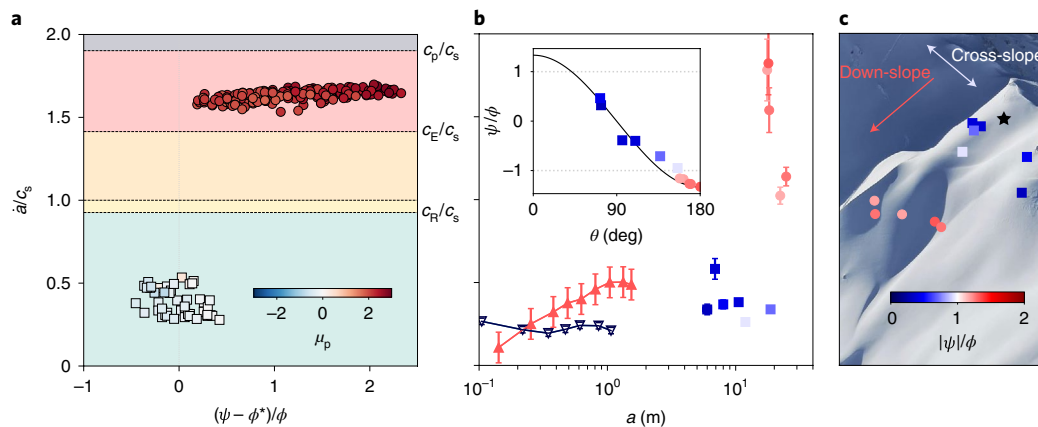 a
2.0
1.5
1.0
0.5
0
ȧ/cₛ
cₚ/cₛ
c_E/cₛ
c_R/cₛ
−2 0 2
μₚ
−1 0 1 2
(ψ − ϕ*)/ϕ
b
1
0
−1
ψ/ϕ
0 90 180
θ (deg)
10⁻¹ 10⁰ 10¹
a (m)
c
Cross-slope
Down-slope
0 1 2
|ψ|/ϕ